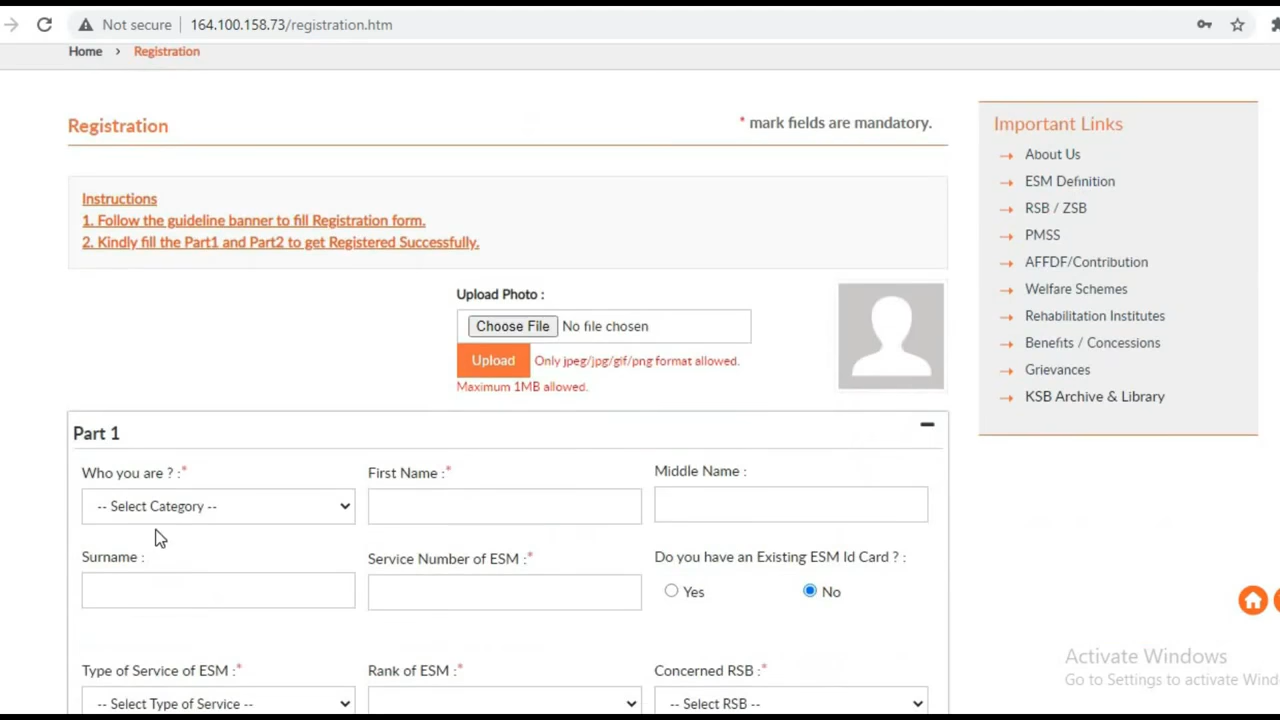 Not secure 164.100.158.73/registration.htm
Home > Registration
Registration
* mark fields are mandatory.
Instructions
1. Follow the guideline banner to fill Registration form.
2. Kindly fill the Part1 and Part2 to get Registered Successfully.
Upload Photo :
Choose File No file chosen
Upload Only jpeg/jpg/gif/png format allowed.
Maximum 1MB allowed.
Part 1
Who you are ? :* First Name :* Middle Name :
-- Select Category --
Surname : Service Number of ESM :* Do you have an Existing ESM Id Card ? :
Yes No
Type of Service of ESM :* Rank of ESM :* Concerned RSB :*
-- Select Type of Service -- -- Select RSB --
Important Links
About Us
ESM Definition
RSB / ZSB
PMSS
AFFDF/Contribution
Welfare Schemes
Rehabilitation Institutes
Benefits / Concessions
Grievances
KSB Archive & Library
Activate Windows
Go to Settings to activate